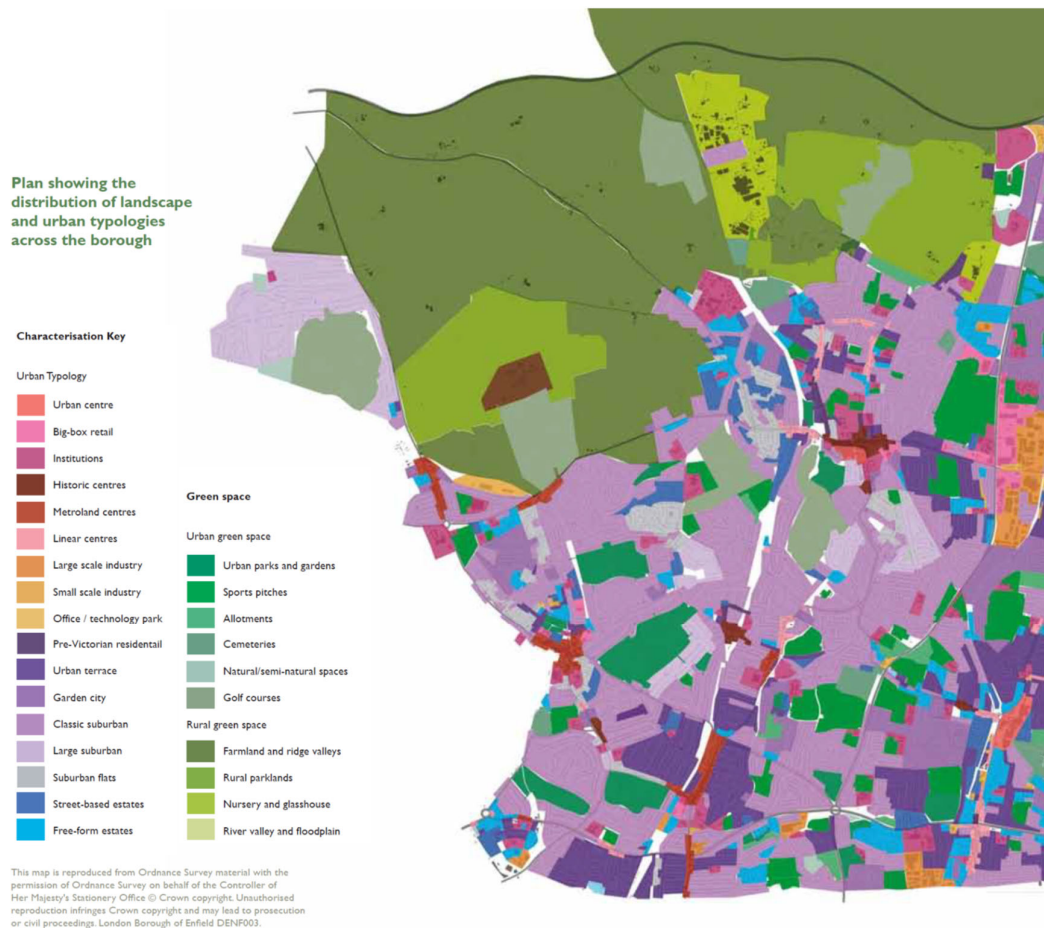 Plan showing the
distribution of landscape
and urban typologies
across the borough
Characterisation Key
Urban Typology
Urban centre
Big-box retail
Institutions
Historic centres
Metroland centres
Linear centres
Large scale industry
Small scale industry
Office / technology park
Pre-Victorian residentail
Urban terrace
Garden city
Classic suburban
Large suburban
Suburban flats
Street-based estates
Free-form estates
Green space
Urban green space
Urban parks and gardens
Sports pitches
Allotments
Cemeteries
Natural/semi-natural spaces
Golf courses
Rural green space
Farmland and ridge valleys
Rural parklands
Nursery and glasshouse
River valley and floodplain
This map is reproduced from Ordnance Survey material with the
permission of Ordnance Survey on behalf of the Controller of
Her Majesty's Stationery Office © Crown copyright. Unauthorised
reproduction infringes Crown copyright and may lead to prosecution
or civil proceedings. London Borough of Enfield DENF003.